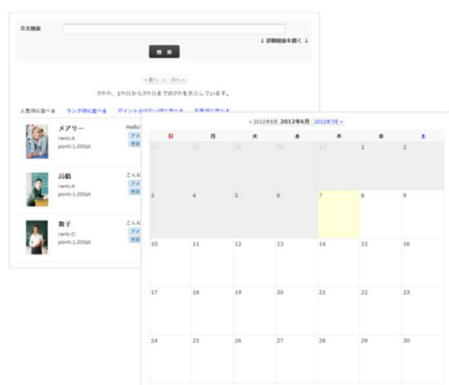 全文検索
↓ 詳細検索を開く ↓
検 索
« 前へ 1 次へ »
7件中、1件目から7件目までの7件を表示しています。
人気順に並べる ランク順に並べる
メアリー
rank:A
point:1,000pt
Hello!
アメ
高橋
rank:A
point:1,000pt
こんに
アメ
舞子
rank:C
point:1,000pt
こんに
アメ
« 2012年5月 2012年6月 2012年7月 »
日 月 火 水 木 金 土
27 28 29 30 31 1 2
3 4 5 6 7 8 9
10 11 12 13 14 15 16
17 18 19 20 21 22 23
24 25 26 27 28 29 30